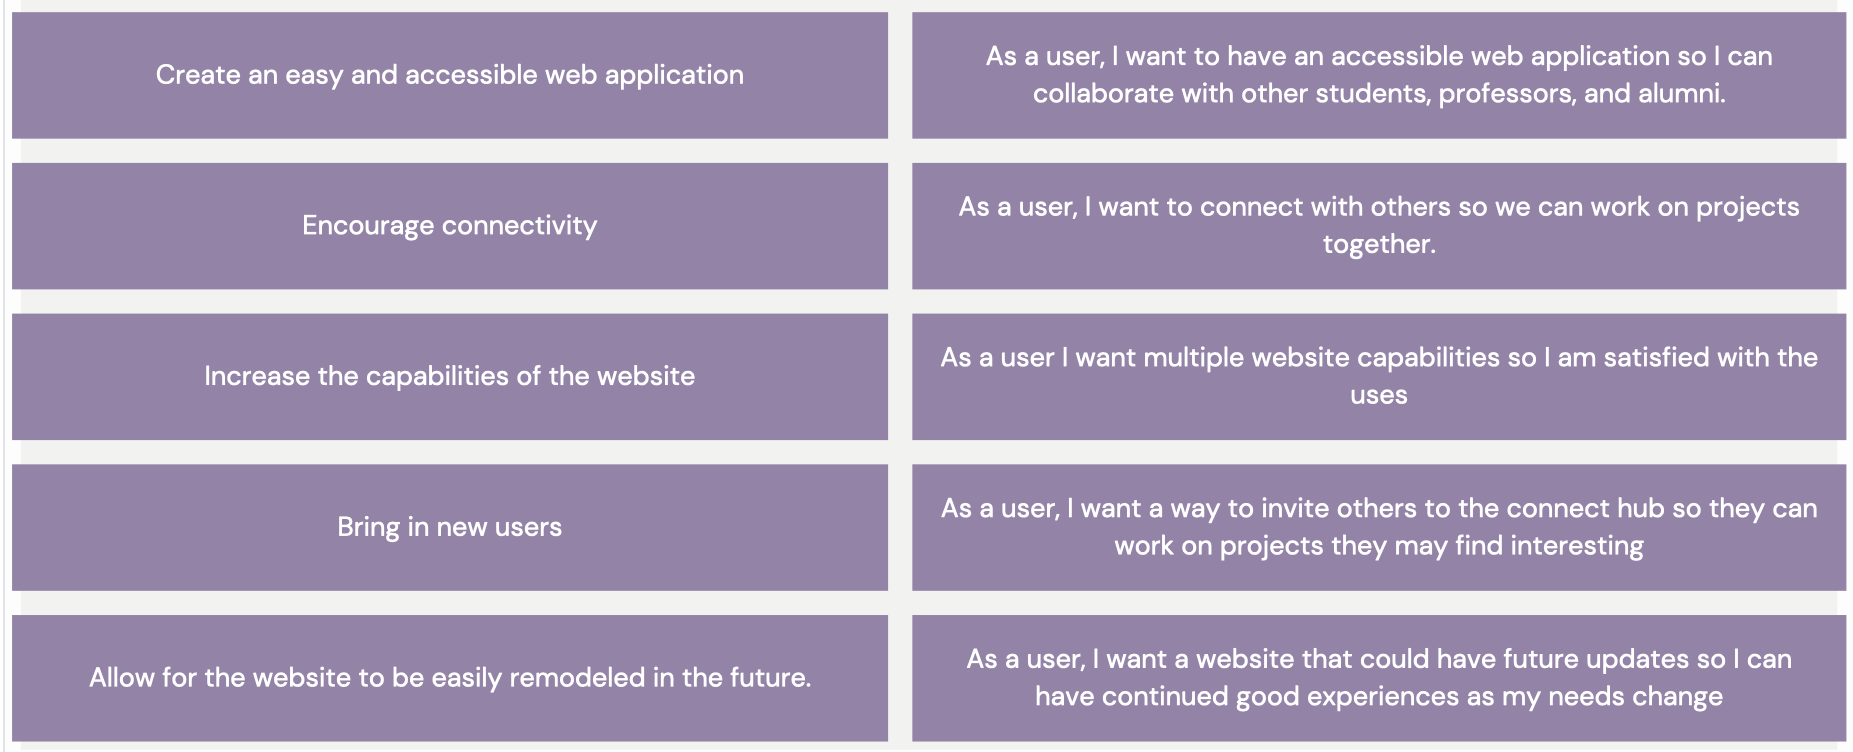 Create an easy and accessible web application
As a user, I want to have an accessible web application so I can
collaborate with other students, professors, and alumni.
Encourage connectivity
As a user, I want to connect with others so we can work on projects
together.
Increase the capabilities of the website
As a user I want multiple website capabilities so I am satisfied with the
uses
Bring in new users
As a user, I want a way to invite others to the connect hub so they can
work on projects they may find interesting
Allow for the website to be easily remodeled in the future.
As a user, I want a website that could have future updates so I can
have continued good experiences as my needs change